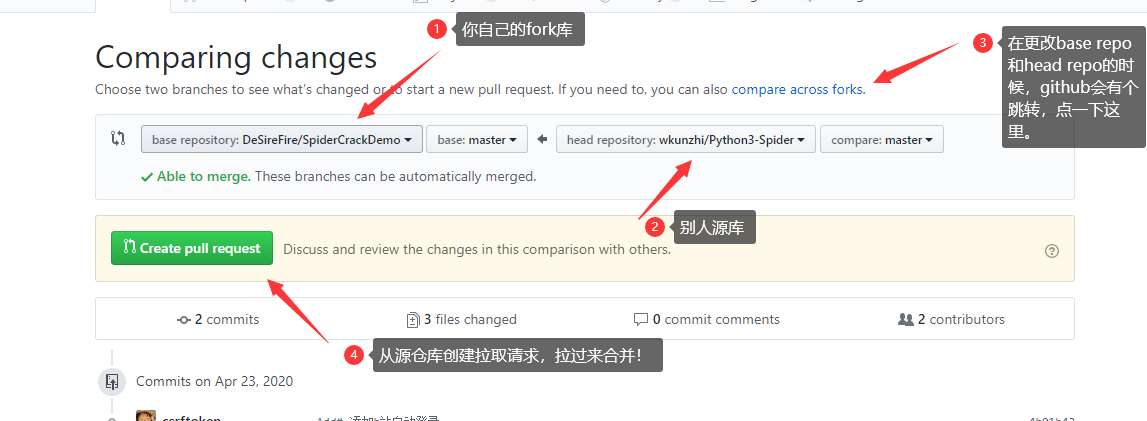 1 你自己的fork库
Comparing changes
3 在更改base repo
和head repo的时
候，github会有个
跳转，点一下这
里。
Choose two branches to see what's changed or to start a new pull request. If you need to, you can also compare across forks.
base repository: DeSireFire/SpiderCrackDemo base: master head repository: wkunzhi/Python3-Spider compare: master
Able to merge. These branches can be automatically merged.
2 别人源库
Create pull request Discuss and review the changes in this comparison with others.
2 commits 3 files changed 0 commit comments 2 contributors
4 从源仓库创建拉取请求，拉过来合并！
Commits on Apr 23, 2020